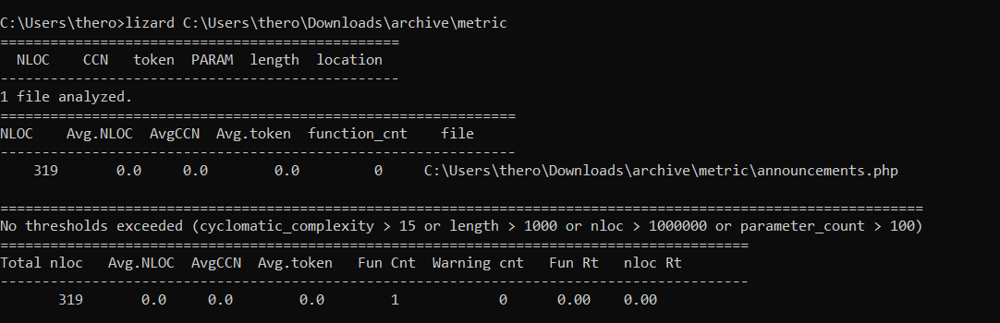 C:\Users\thero>lizard C:\Users\thero\Downloads\archive\metric
================================================
  NLOC    CCN   token  PARAM  length  location
------------------------------------------------
1 file analyzed.
==============================================================
NLOC    Avg.NLOC  AvgCCN  Avg.token  function_cnt    file
--------------------------------------------------------------
    319       0.0     0.0        0.0         0     C:\Users\thero\Downloads\archive\metric\announcements.php
===============================================================================================================
No thresholds exceeded (cyclomatic_complexity > 15 or length > 1000 or nloc > 1000000 or parameter_count > 100)
==========================================================================================
Total nloc   Avg.NLOC  AvgCCN  Avg.token   Fun Cnt  Warning cnt   Fun Rt   nloc Rt
------------------------------------------------------------------------------------------
       319       0.0     0.0        0.0        1            0      0.00    0.00